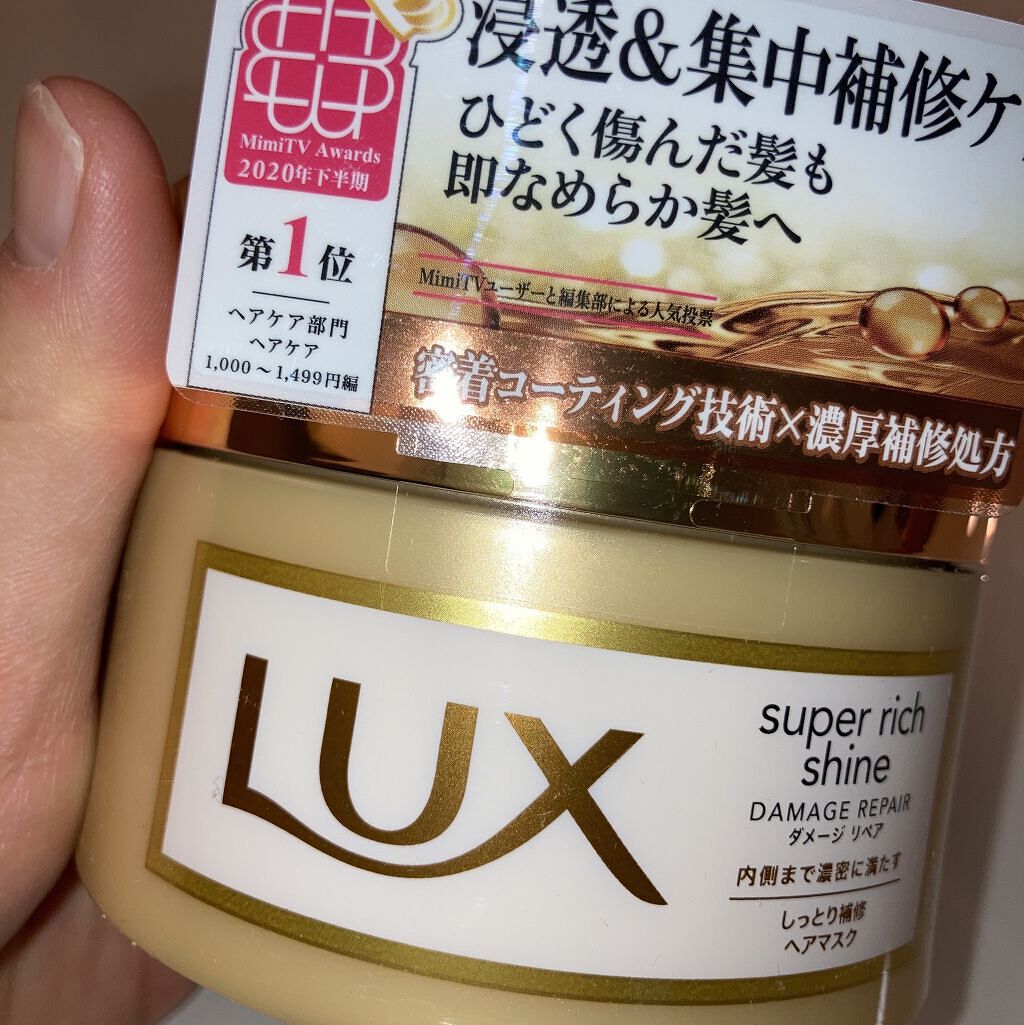 MimiTV Awards
2020年下半期
第1位
ヘアケア部門
ヘアケア
1,000～1,499円編
浸透&集中補修ケ
ひどく傷んだ髪も
即なめらか髪へ
MimiTVユーザーと編集部による人気投票
密着コーティング技術×濃厚補修処方
LUX
super rich
shine
DAMAGE REPAIR
ダメージ リペア
内側まで濃密に満たす
しっとり補修
ヘアマスク